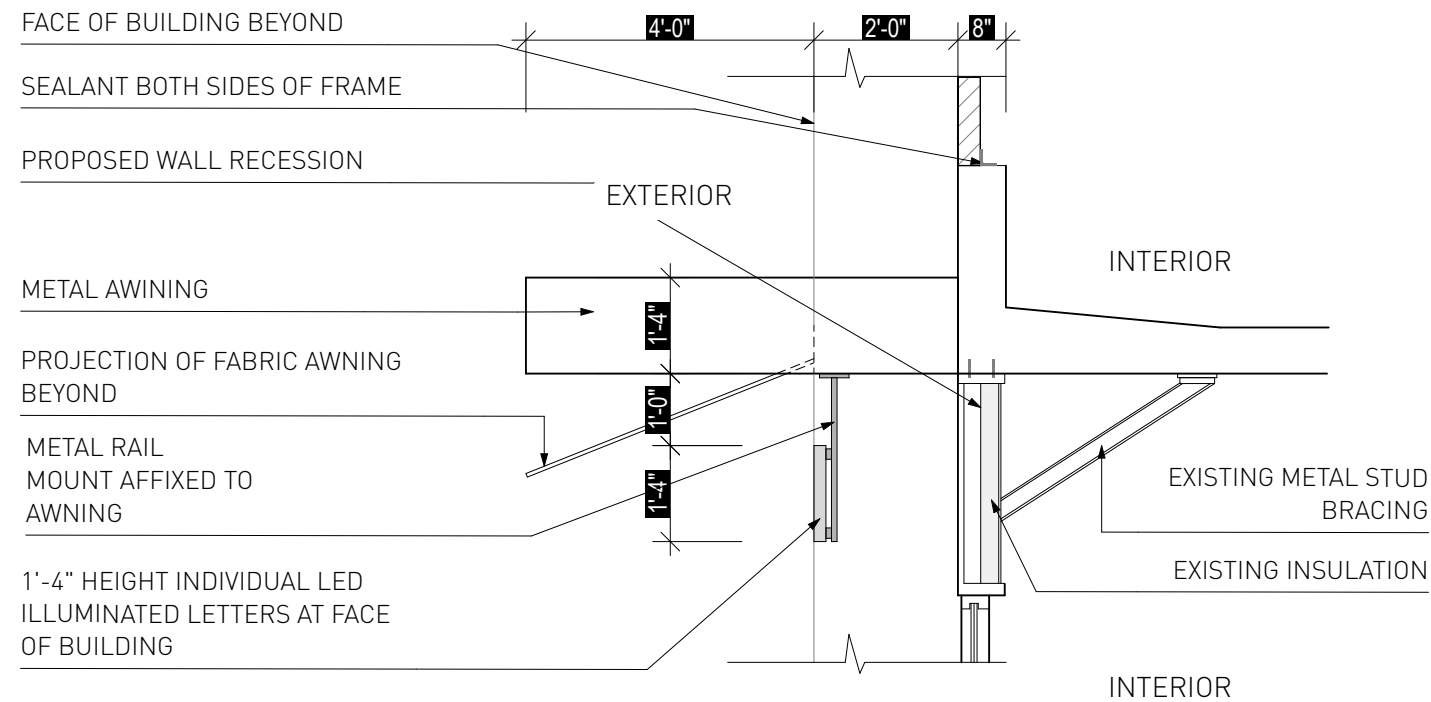 FACE OF BUILDING BEYOND
4'-0"
2'-0"
8"
SEALANT BOTH SIDES OF FRAME
PROPOSED WALL RECESSION
EXTERIOR
INTERIOR
METAL AWINING
1'-4"
PROJECTION OF FABRIC AWNING
BEYOND
1'-0"
METAL RAIL
MOUNT AFFIXED TO
AWNING
1'-4"
EXISTING METAL STUD
BRACING
EXISTING INSULATION
1'-4" HEIGHT INDIVIDUAL LED
ILLUMINATED LETTERS AT FACE
OF BUILDING
INTERIOR